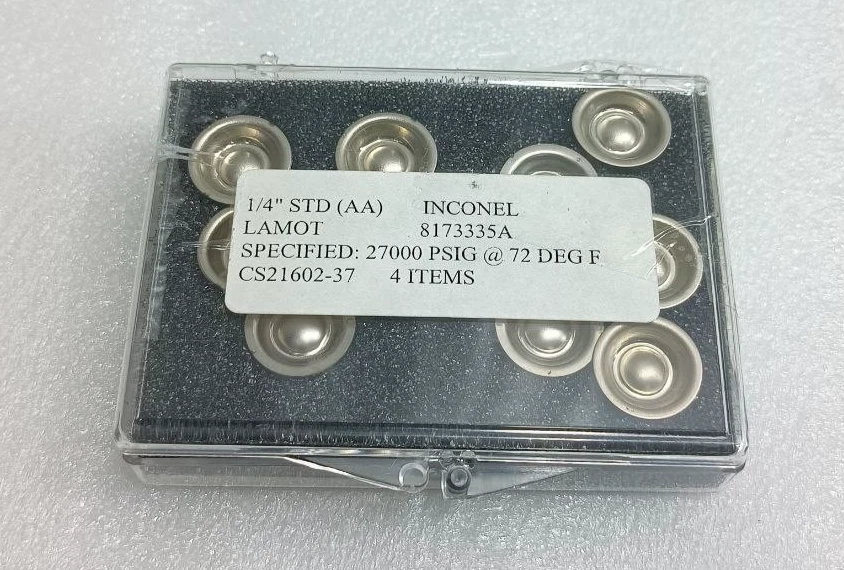 1/4" STD (AA) INCONEL
LAMOT 8173335A
SPECIFIED: 27000 PSIG @ 72 DEG F
CS21602-37 4 ITEMS